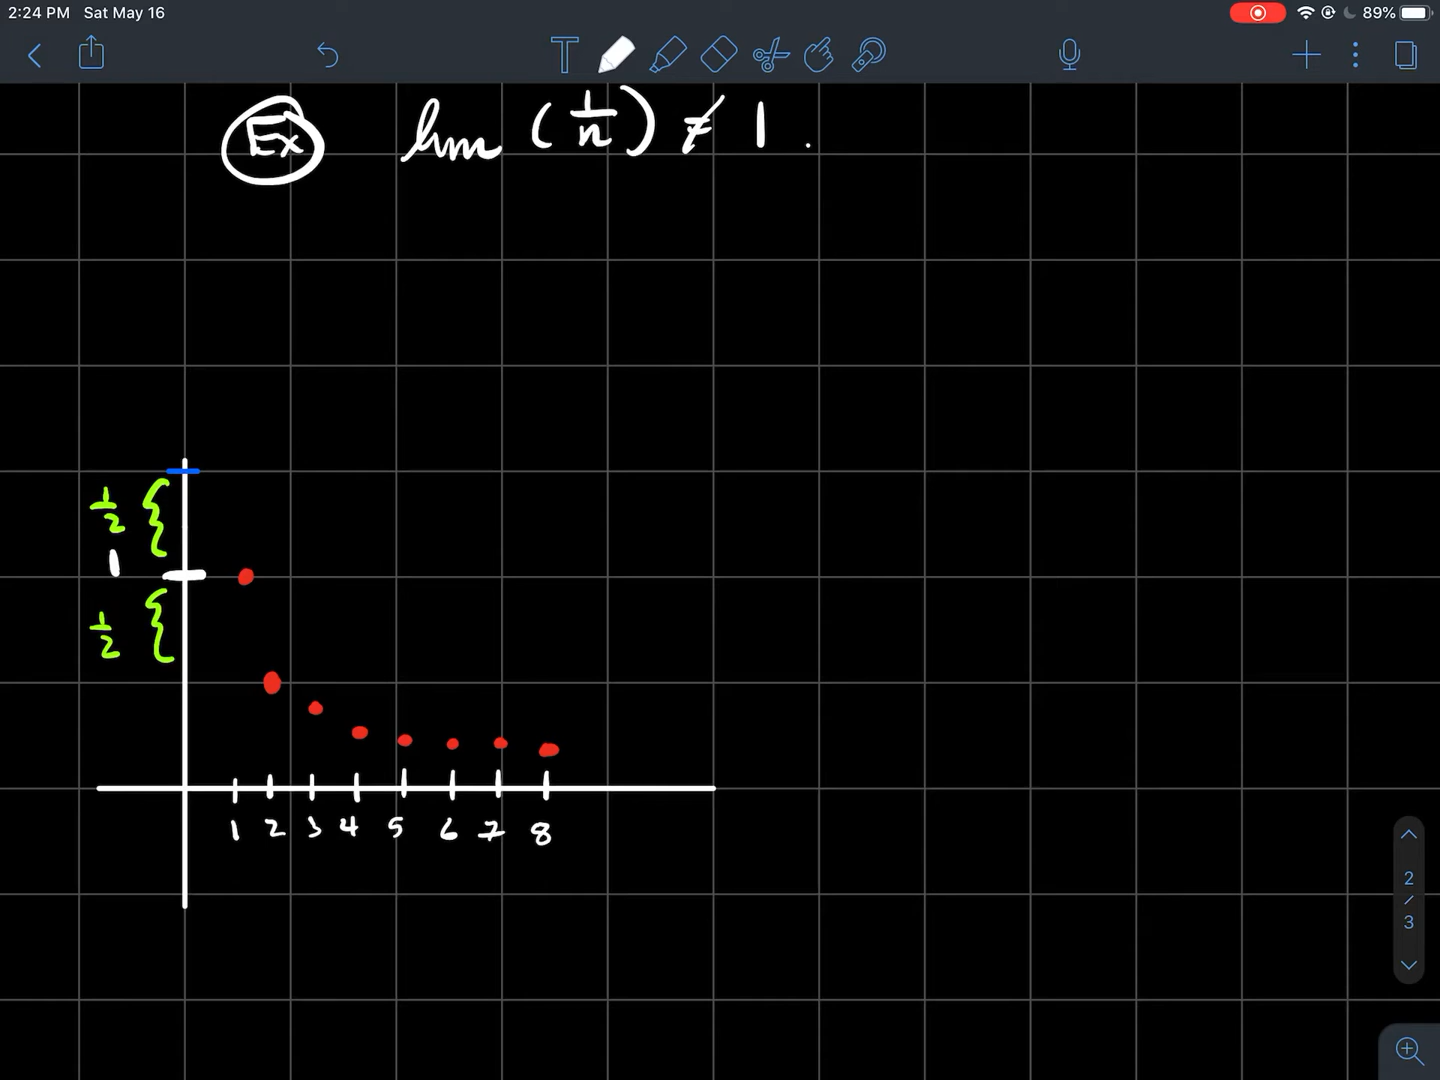 2:24 PM Sat May 16 89%
T
Ex lim (1/n) ≠ 1 .
1/2
1
1/2
1 2 3 4 5 6 7 8
2
/
3